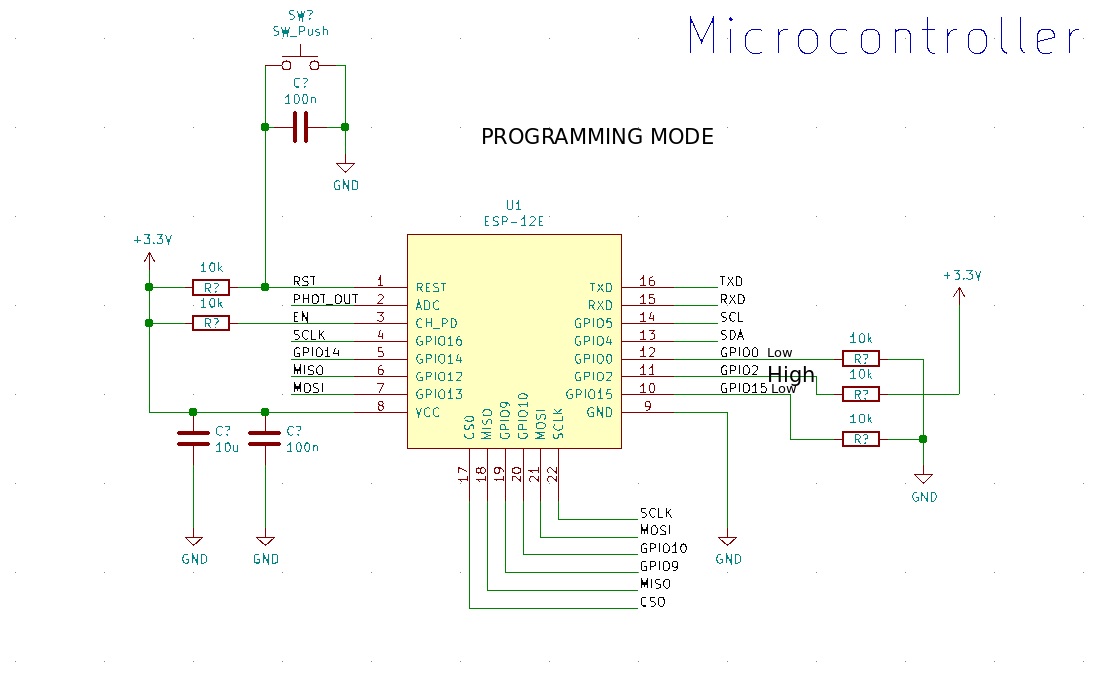 Microcontroller
SW?
SW_Push
C?
100n
GND
PROGRAMMING MODE
U1
ESP-12E
+3.3V
10k
R?
10k
R?
RST
PHOT_OUT
EN
SCLK
GPIO14
MISO
MOSI
1
2
3
4
5
6
7
8
REST
ADC
CH_PD
GPIO16
GPIO14
GPIO12
GPIO13
VCC
TXD
RXD
GPIO5
GPIO4
GPIO0
GPIO2
GPIO15
GND
16
15
14
13
12
11
10
9
TXD
RXD
SCL
SDA
GPIO0 Low
GPIO2 High
GPIO15 Low
+3.3V
10k
R?
10k
R?
10k
R?
GND
CS0
MISO
GPIO9
GPIO10
MOSI
SCLK
17
18
19
20
21
22
C?
10u
C?
100n
GND
GND
GND
SCLK
MOSI
GPIO10
GPIO9
MISO
CSO